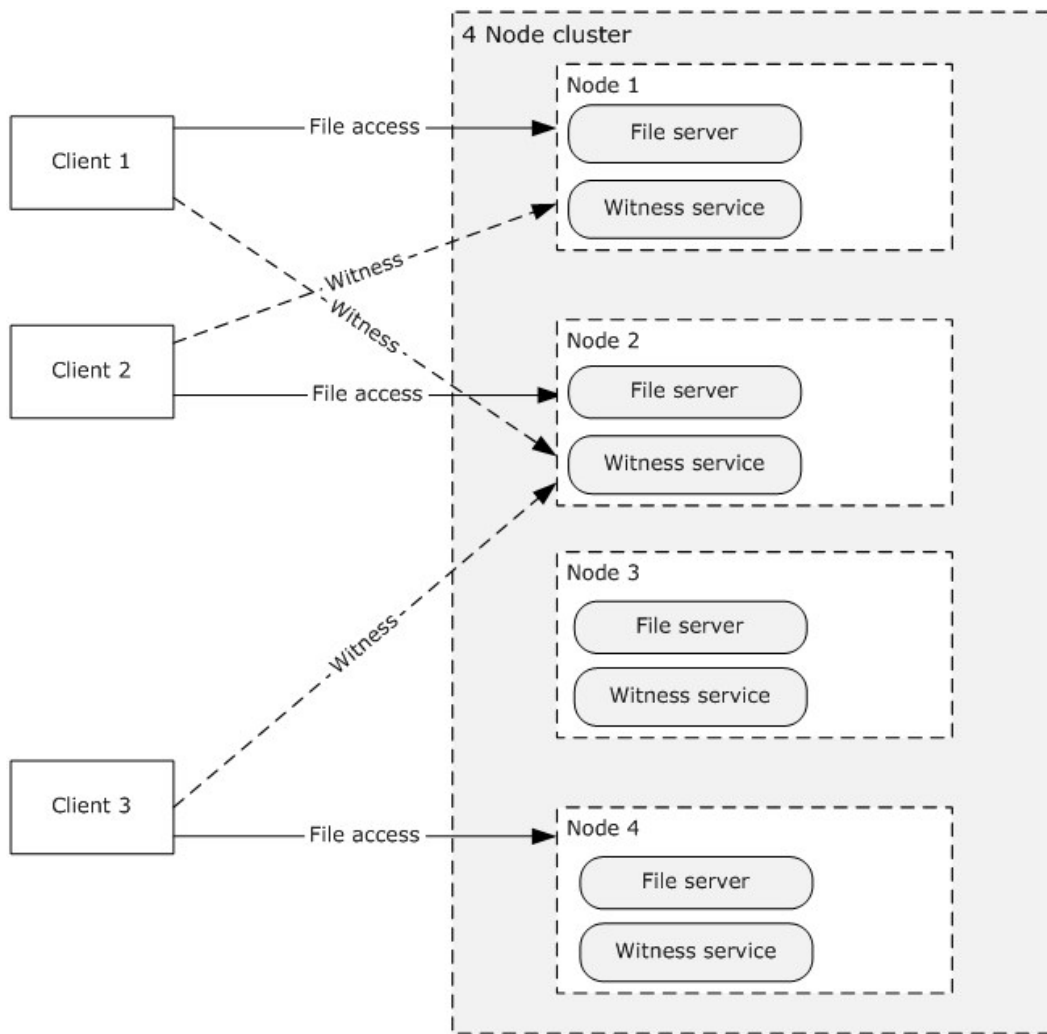 4 Node cluster
Node 1
File access
File server
Client 1
Witness service
Witness
Witness
Node 2
Client 2
File access
File server
Witness service
Node 3
File server
Witness
Witness service
Client 3
File access
Node 4
File server
Witness service